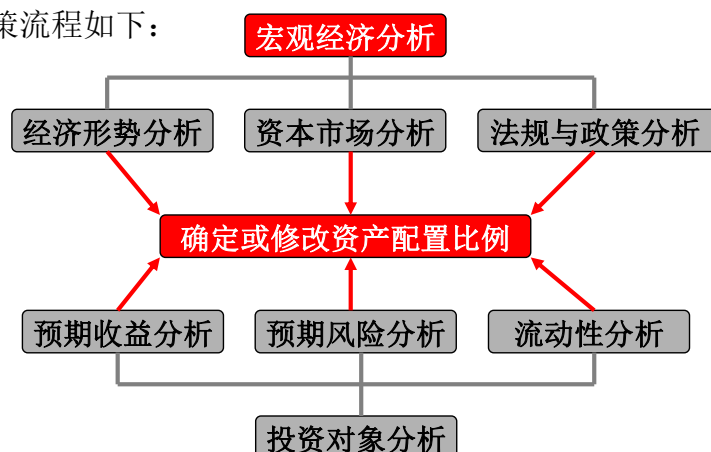 策流程如下：
宏观经济分析
经济形势分析
资本市场分析
法规与政策分析
确定或修改资产配置比例
预期收益分析
预期风险分析
流动性分析
投资对象分析